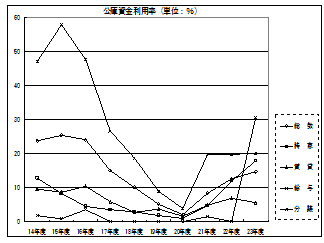 公庫資金利用率（単位：％）
60
50
40
30
20
10
0
14年度 15年度 16年度 17年度 18年度 19年度 20年度 21年度 22年度 23年度
総 数
持 家
賃 貸
給 与
分 譲